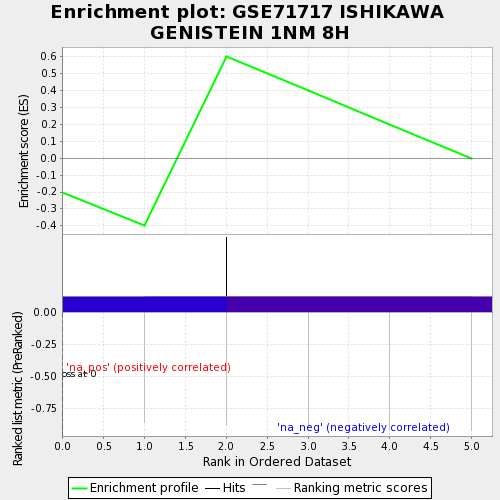 Enrichment plot: GSE71717 ISHIKAWA
GENISTEIN 1NM 8H
Enrichment score (ES)
0.6
0.5
0.4
0.3
0.2
0.1
0.0
-0.1
-0.2
-0.3
-0.4
Ranked list metric (PreRanked)
0.00
-0.25
-0.50
-0.75
'na_pos' (positively correlated)
'na_neg' (negatively correlated)
0.0 0.5 1.0 1.5 2.0 2.5 3.0 3.5 4.0 4.5 5.0
Rank in Ordered Dataset
Enrichment profile Hits Ranking metric scores